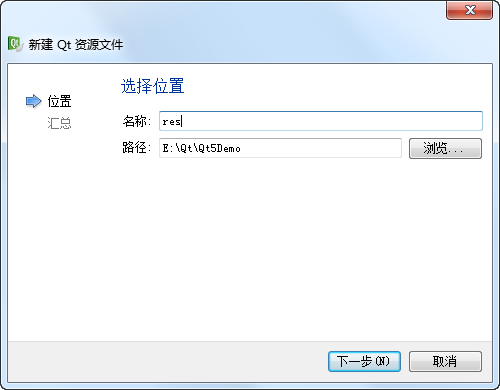 新建 Qt 资源文件
选择位置
位置
汇总
名称: res
路径: E:\Qt\Qt5Demo
浏览...
下一步(N)
取消